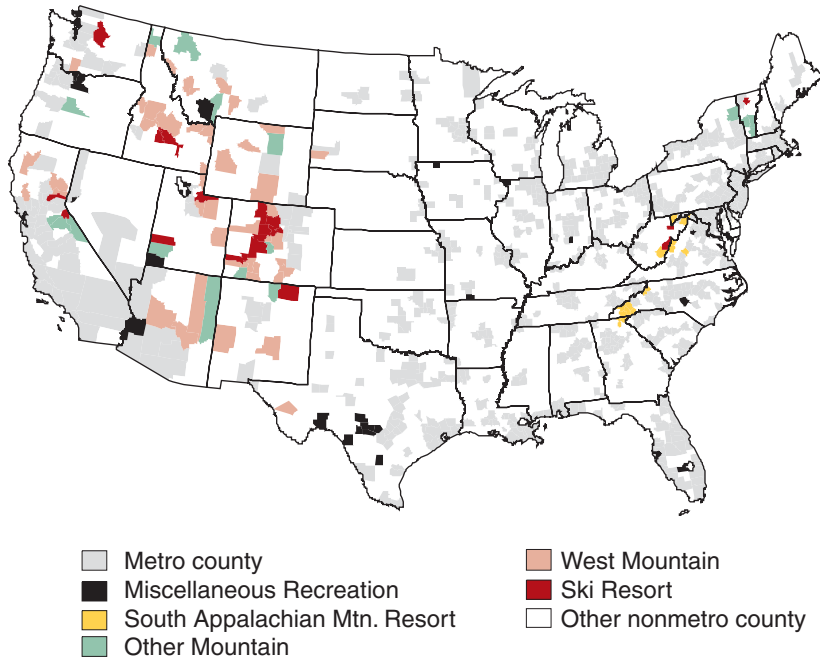 Metro county
Miscellaneous Recreation
South Appalachian Mtn. Resort
Other Mountain
West Mountain
Ski Resort
Other nonmetro county